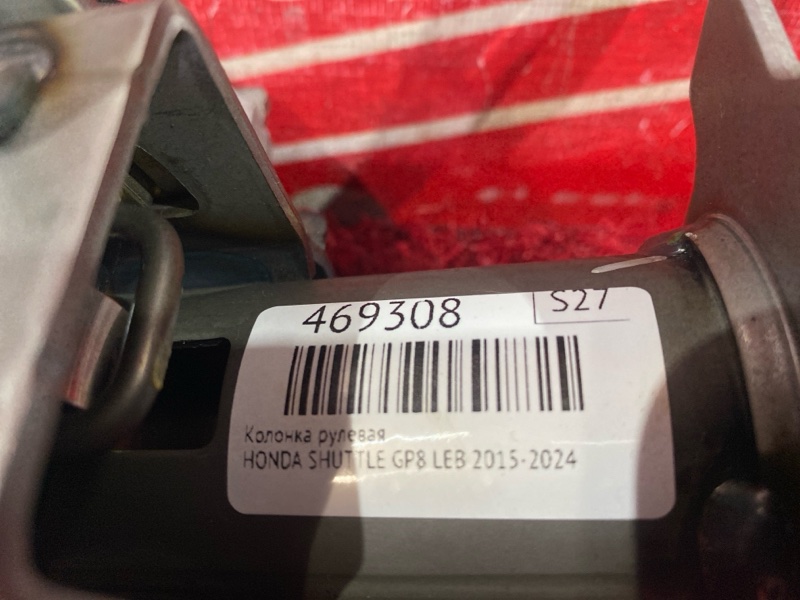 469308
S27
Колонка рулевая
HONDA SHUTTLE GP8 LEB 2015-2024